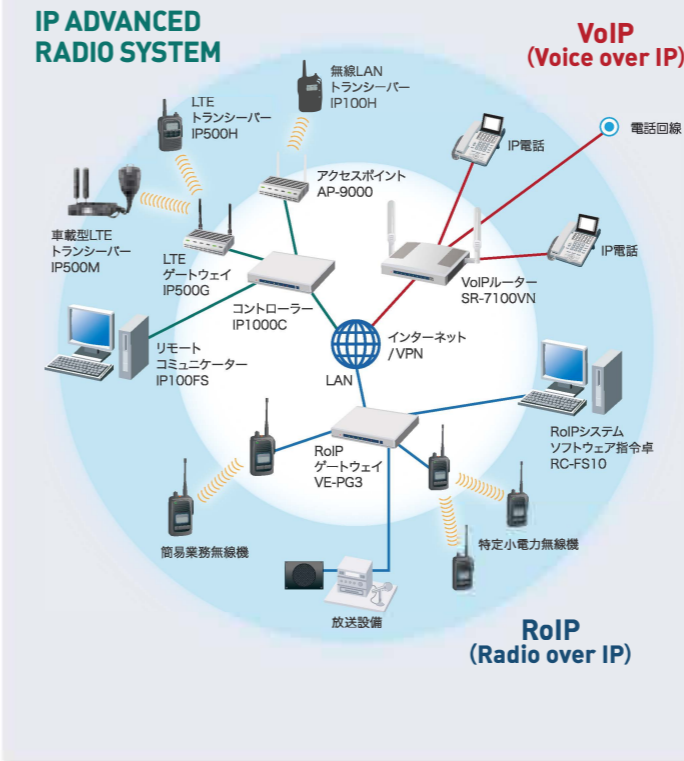 IP ADVANCED
RADIO SYSTEM
VoIP
(Voice over IP)
無線LAN
トランシーバー
IP100H
LTE
トランシーバー
IP500H
電話回線
IP電話
アクセスポイント
AP-9000
車載型LTE
トランシーバー
IP500M
LTE
ゲートウェイ
IP500G
IP電話
VoIPルーター
SR-7100VN
コントローラー
IP1000C
インターネット
/VPN
リモート
コミュニケーター
IP100FS
LAN
RoIPシステム
ソフトウェア指令卓
RC-FS10
RoIP
ゲートウェイ
VE-PG3
簡易業務無線機
特定小電力無線機
放送設備
RoIP
(Radio over IP)